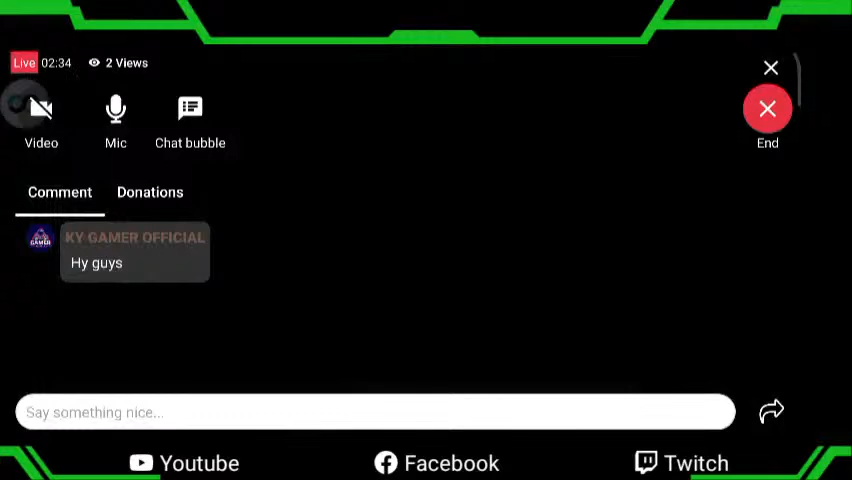 Live 02:34 2 Views
Video Mic Chat bubble End
Comment Donations
GAMER KY GAMER OFFICIAL
Hy guys
Say something nice...
Youtube Facebook Twitch